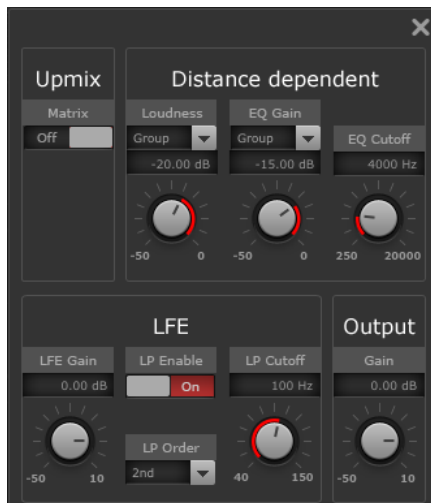 Upmix
Distance dependent
Matrix
Loudness
EQ Gain
Off
Group
Group
EQ Cutoff
-20.00 dB
-15.00 dB
4000 Hz
-50 0
-50 0
250 20000
LFE
Output
LFE Gain
LP Enable
LP Cutoff
Gain
0.00 dB
On
100 Hz
0.00 dB
LP Order
2nd
-50 10
40 150
-50 10